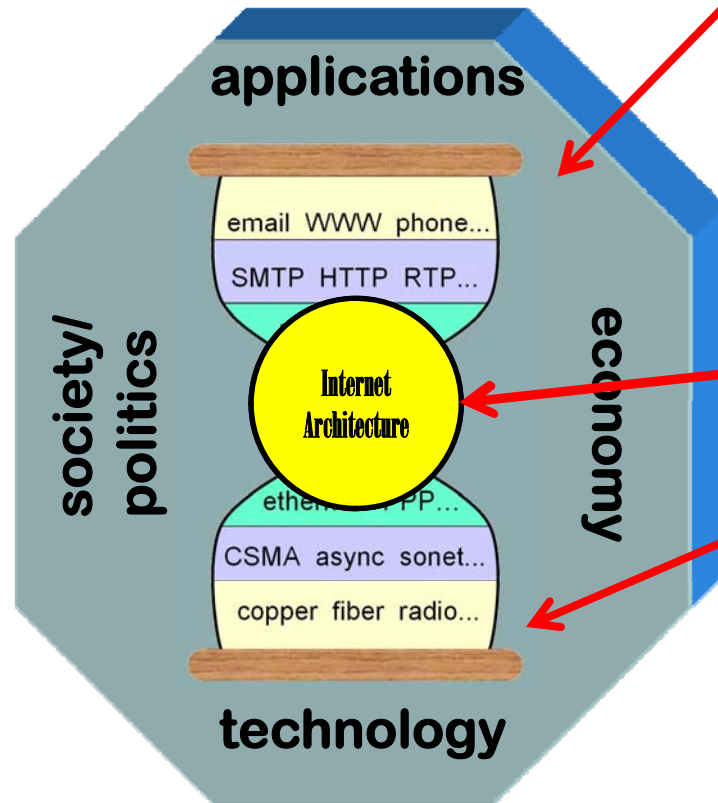 applications
email WWW phone...
SMTP HTTP RTP...
society/
politics
Internet
Architecture
economy
CSMA async sonet...
copper fiber radio...
technology